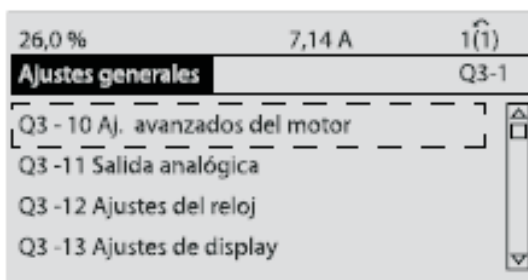 26,0 % 7,14 A 1(1)
Ajustes generales Q3-1
Q3 - 10 Aj. avanzados del motor
Q3 -11 Salida analógica
Q3 -12 Ajustes del reloj
Q3 -13 Ajustes de display